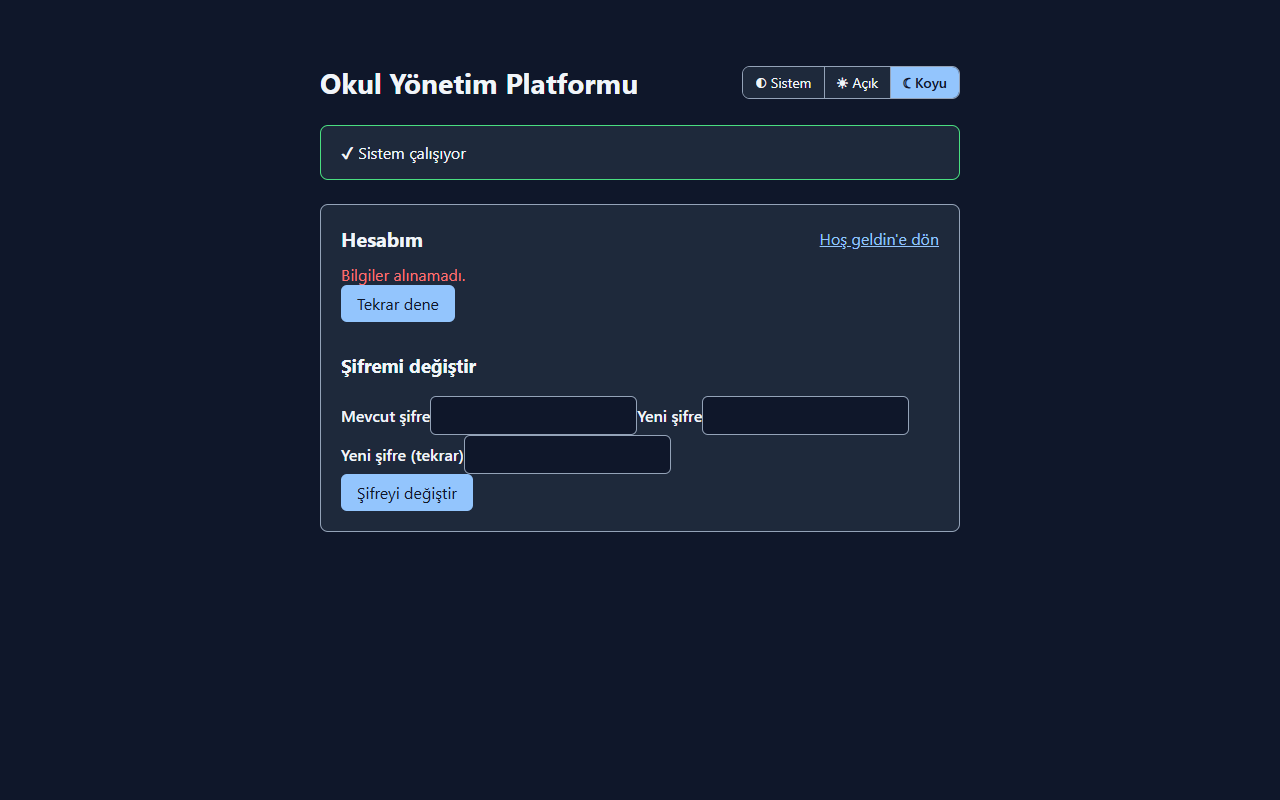 Okul Yönetim Platformu
Sistem Açık Koyu
✓ Sistem çalışıyor
Hesabım Hoş geldin'e dön
Bilgiler alınamadı.
Tekrar dene
Şifremi değiştir
Mevcut şifre Yeni şifre
Yeni şifre (tekrar)
Şifreyi değiştir